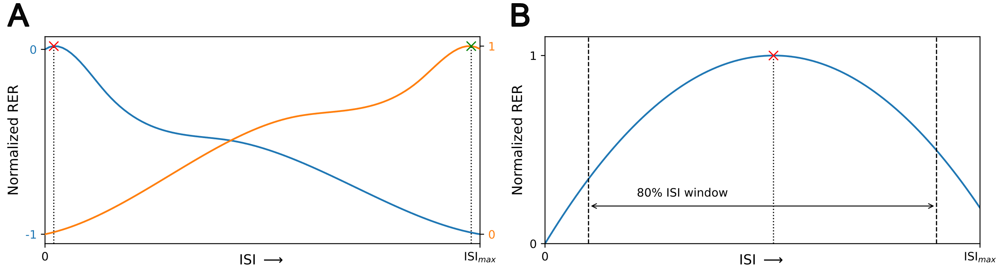 A
Normalized RER
0
-1
1
0
0
ISI ⟶
ISImax
B
Normalized RER
1
0
80% ISI window
0
ISI ⟶
ISImax